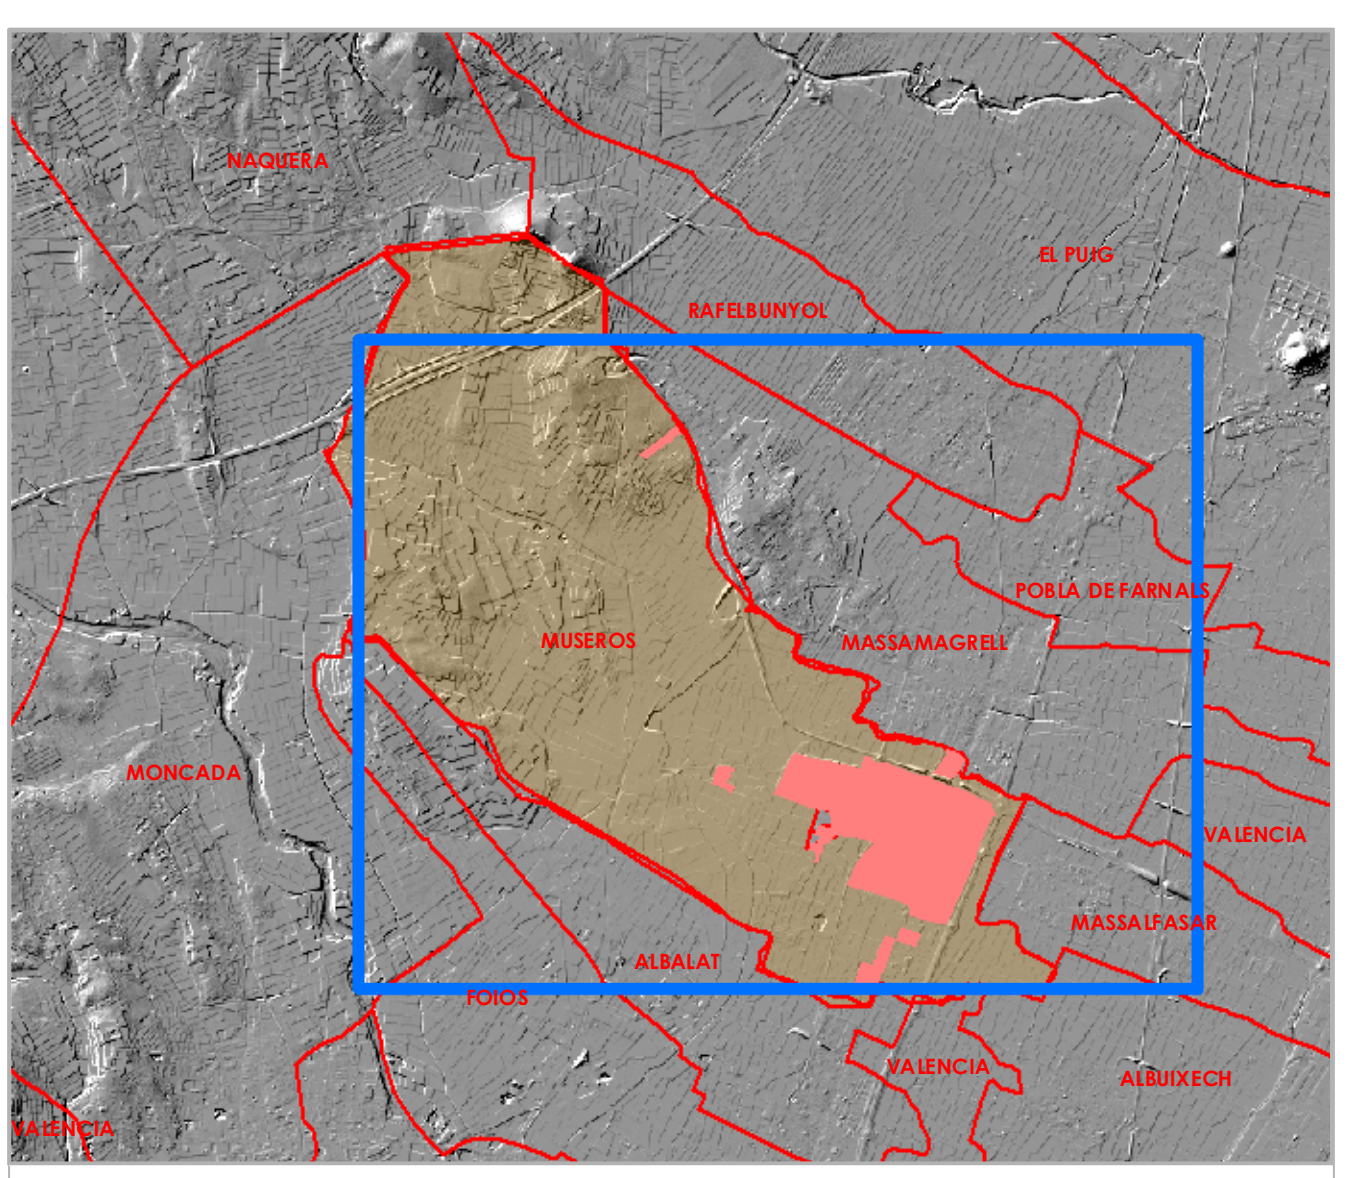 NAQUERA
EL PUIG
RAFELBUNYOL
POBLA DE FARNALS
MUSEROS
MASSAMAGRELL
MONCADA
VALENCIA
MASSALFASAR
ALBALAT
FOIOS
VALENCIA
ALBUIXECH
VALENCIA